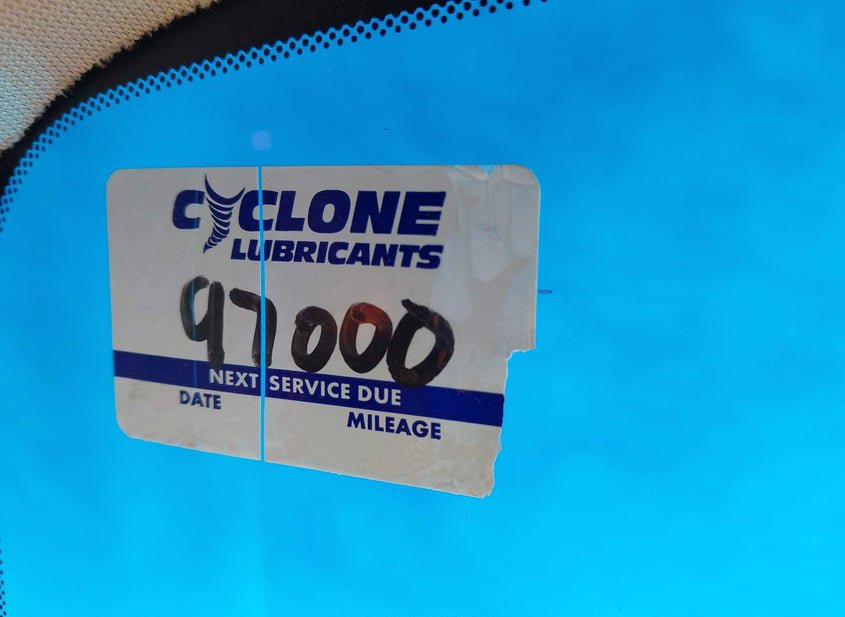 CYCLONE
LUBRICANTS
97000
NEXT SERVICE DUE
DATE
MILEAGE